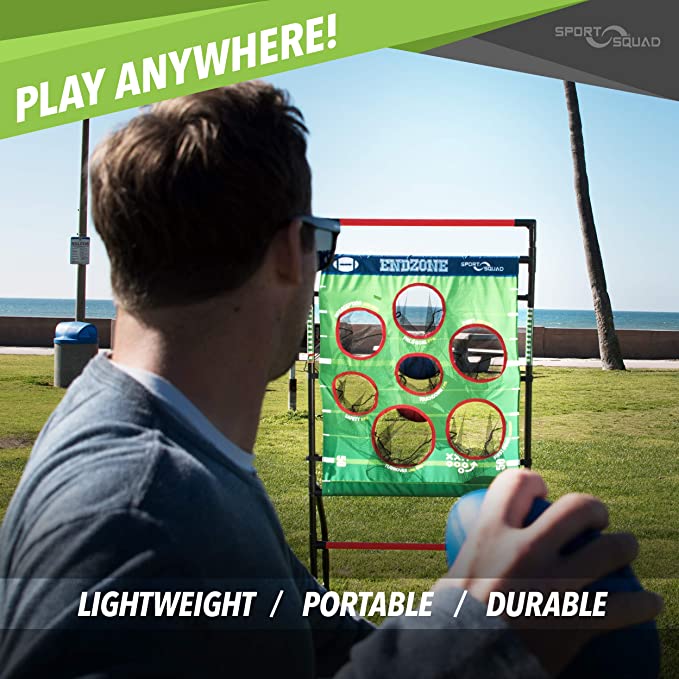 PLAY ANYWHERE!
SPORT SQUAD
ENDZONE
SPORT SQUAD
LIGHTWEIGHT / PORTABLE / DURABLE